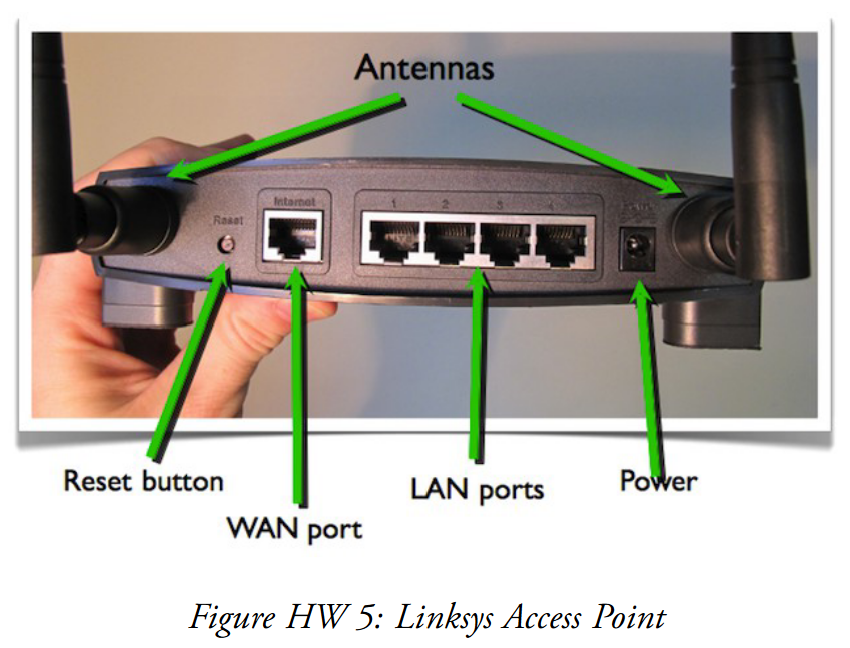 Antennas
Reset
Internet
1 2 3 4
Reset button
WAN port
LAN ports
Power
Figure HW 5: Linksys Access Point